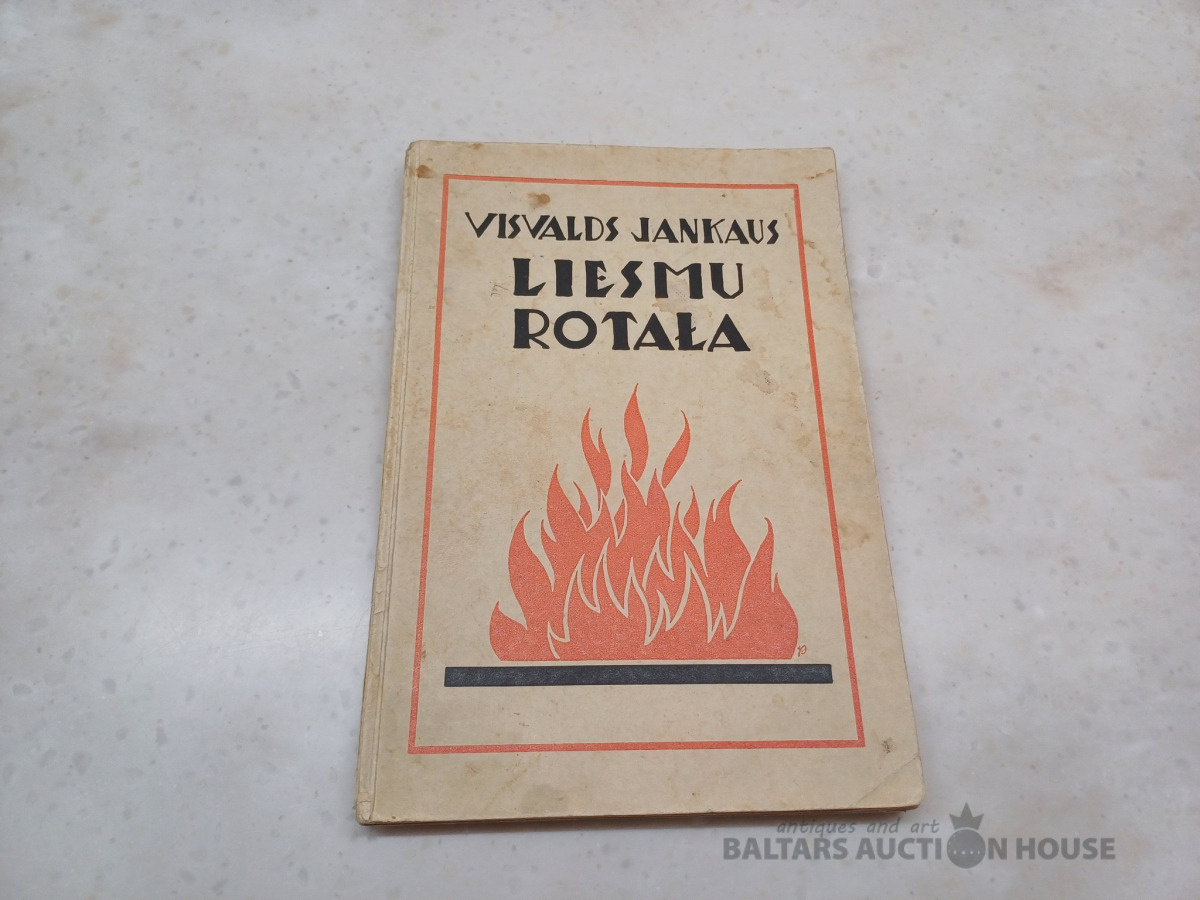 VISVALDS JANKAUS
LIESMU
ROTAŁA
antiques and art
BALTARS AUCTION HOUSE